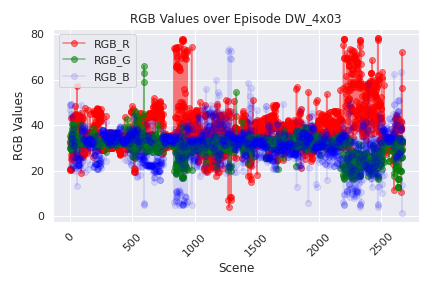 RGB Values over Episode DW_4x03
RGB_R
RGB_G
RGB_B
RGB Values
80
60
40
20
0
0
500
1000
1500
2000
2500
Scene